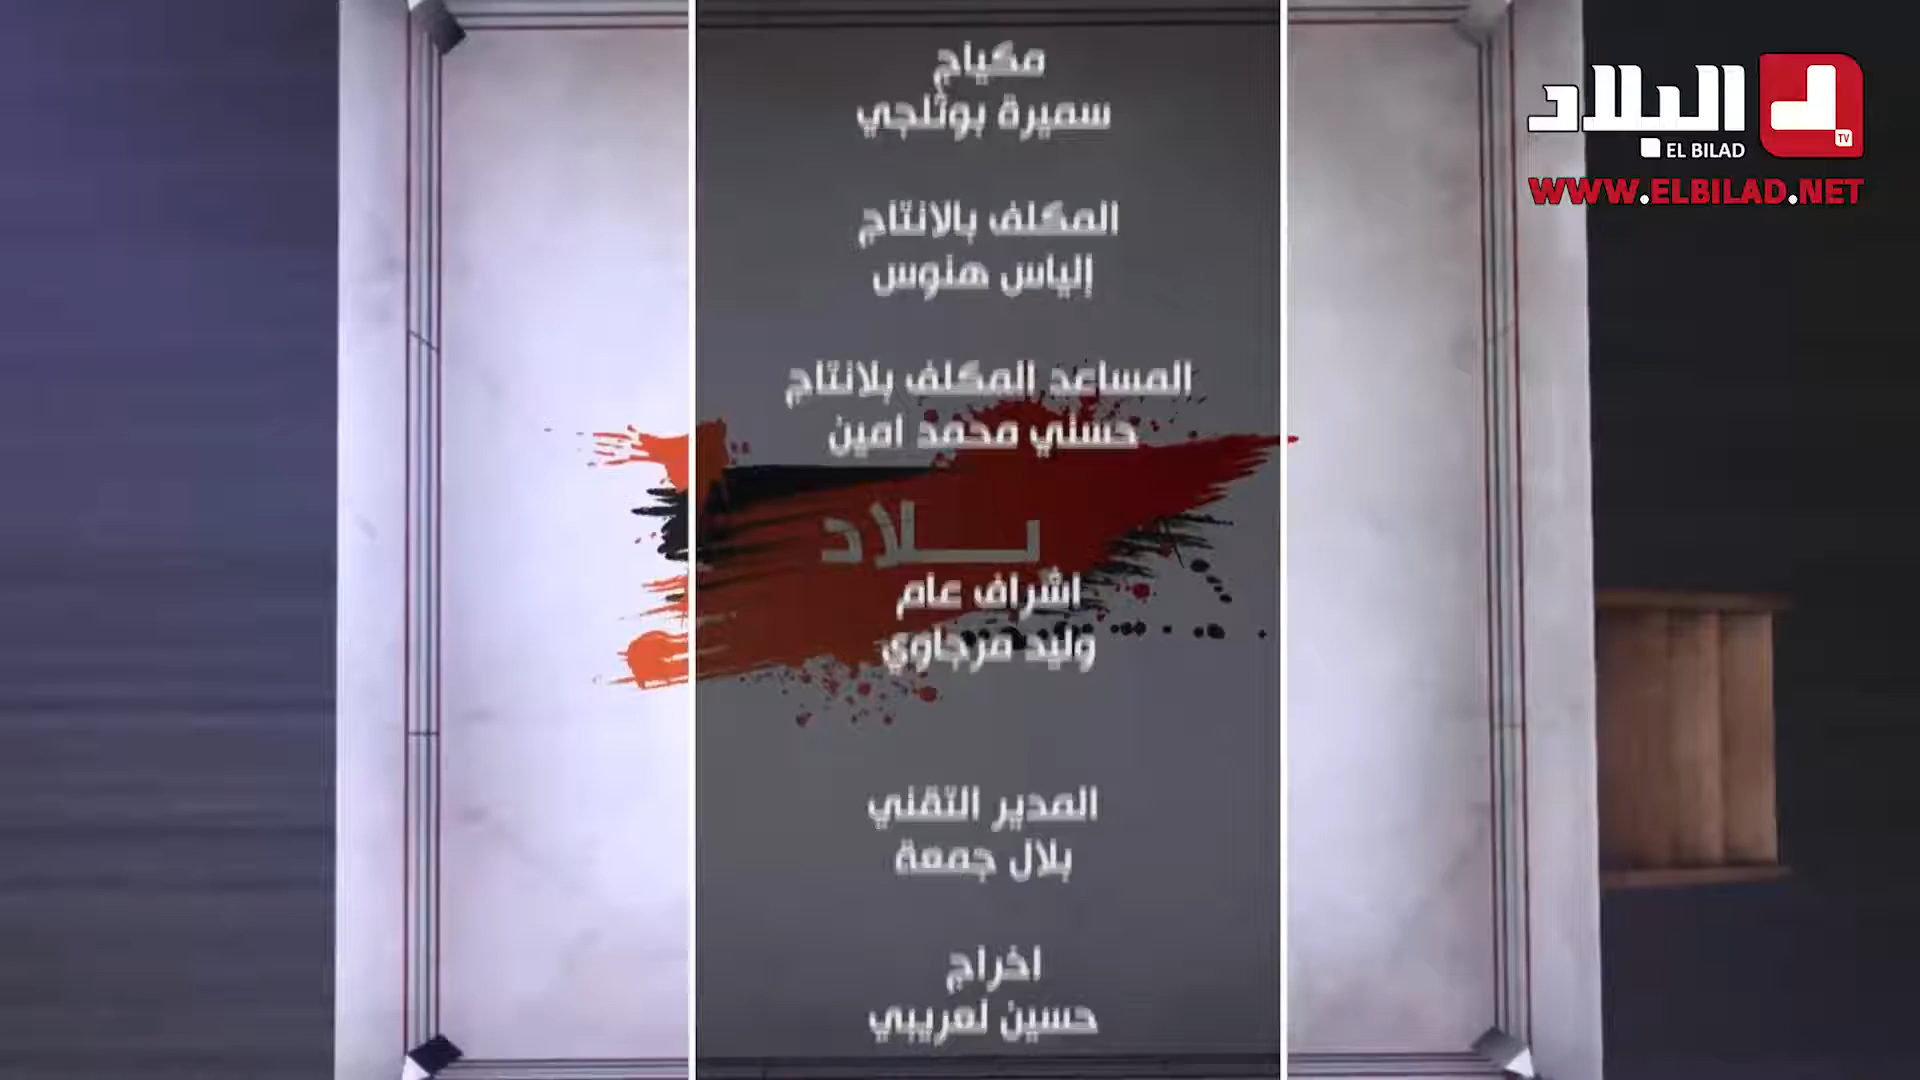 مكياج
سميرة بوثلجي
المكلف بالانتاج
إلياس هنوس
المساعد المكلف بلانتاج
حسني محمد امين
بلاد
اشراف عام
وليد مرجاوي
المدير التقني
بلال جمعة
اخراج
حسين لعريبي
البلاد
TV
EL BILAD
WWW.ELBILAD.NET